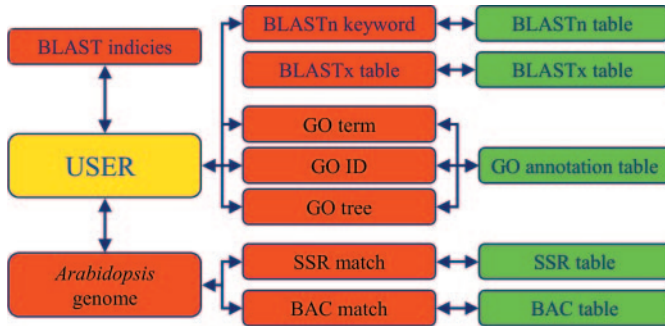 BLAST indicies
BLASTn keyword
BLASTn table
BLASTx table
BLASTx table
GO term
USER
GO ID
GO annotation table
GO tree
Arabidopsis
genome
SSR match
SSR table
BAC match
BAC table